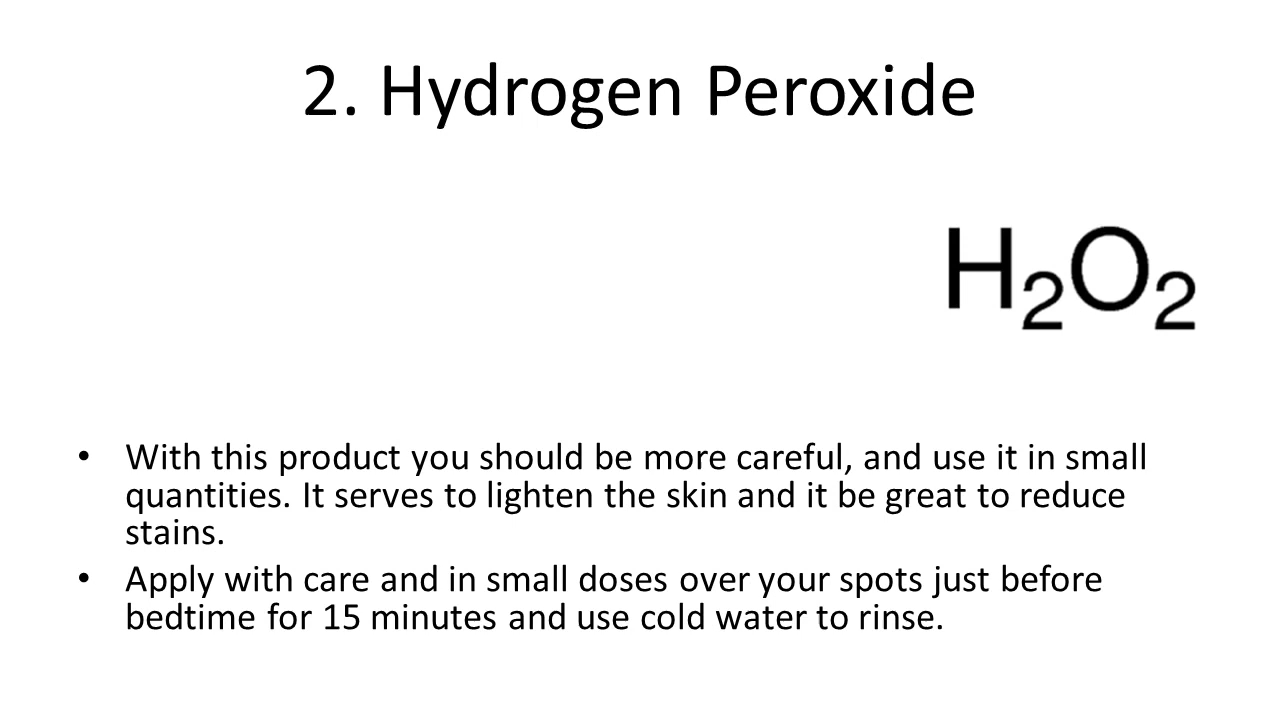 2. Hydrogen Peroxide
H₂O₂
• With this product you should be more careful, and use it in small
quantities. It serves to lighten the skin and it be great to reduce
stains.
• Apply with care and in small doses over your spots just before
bedtime for 15 minutes and use cold water to rinse.